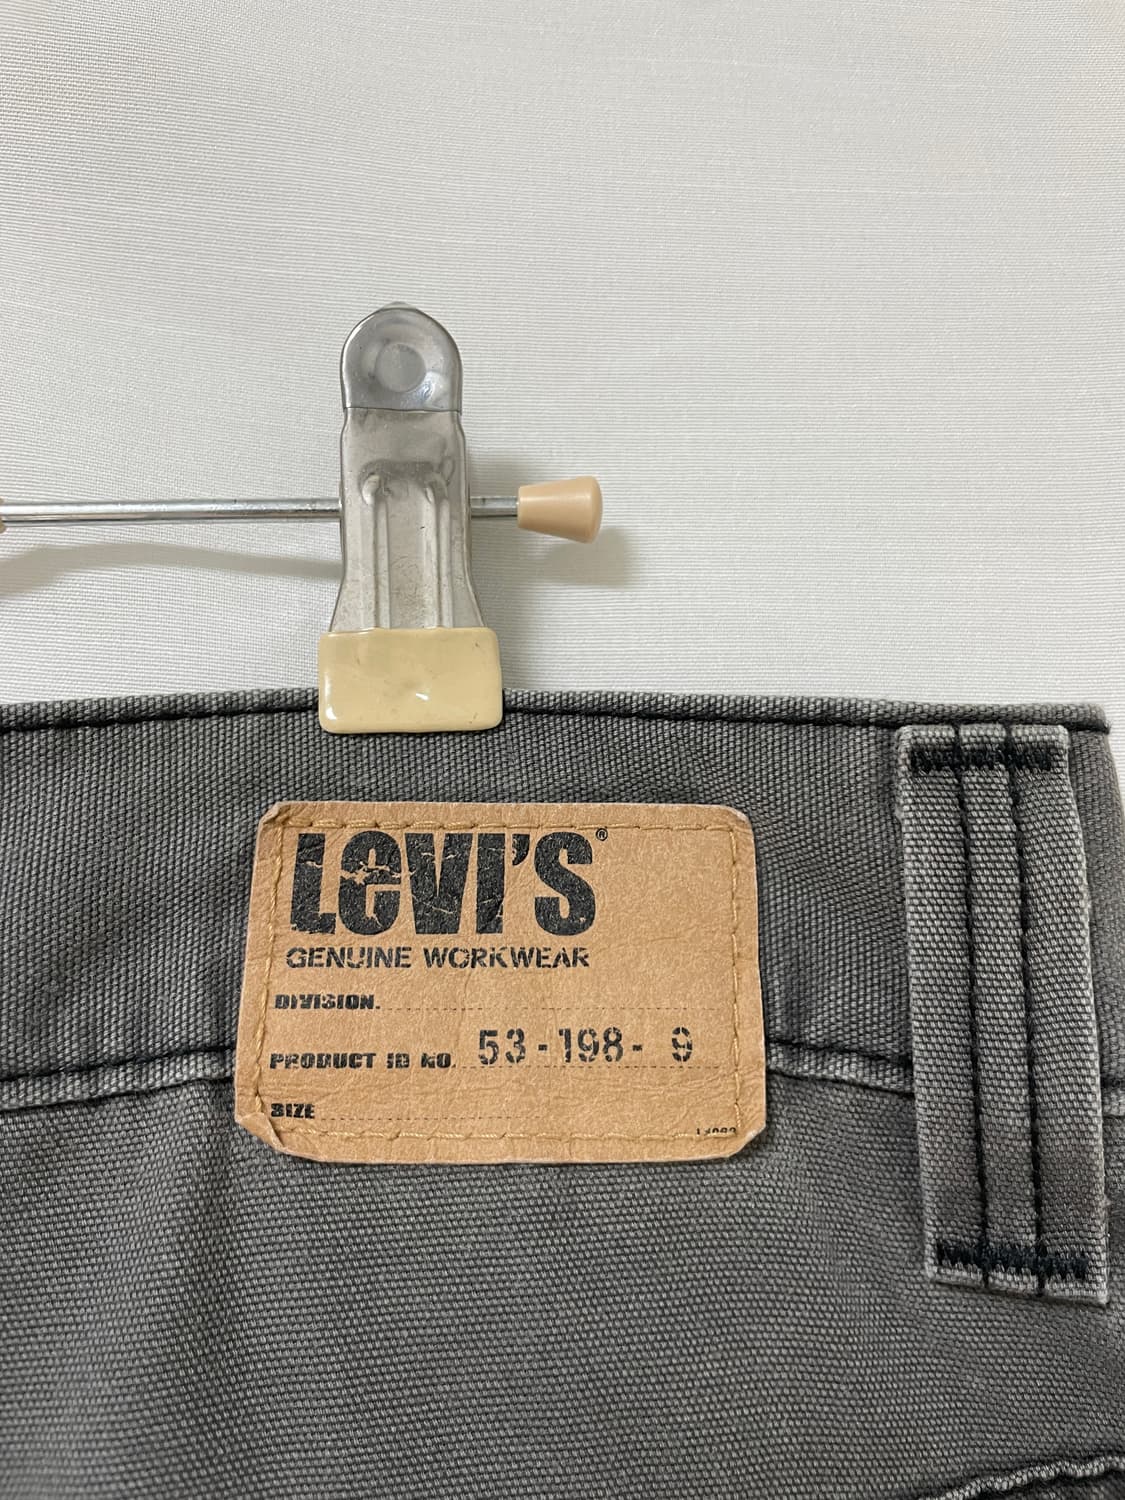 LeVI'S®
GENUINE WORKWEAR
DIVISION.
PRODUCT ID NO. 53-198- 9
SIZE